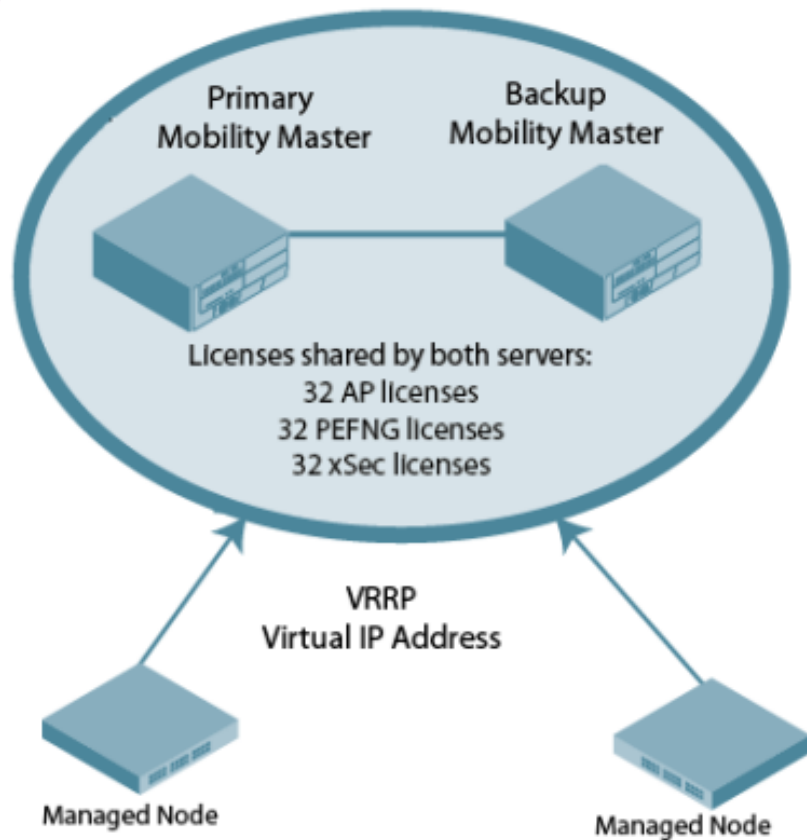 Primary
Mobility Master
Backup
Mobility Master
Licenses shared by both servers:
32 AP licenses
32 PEFNG licenses
32 xSec licenses
VRRP
Virtual IP Address
Managed Node
Managed Node